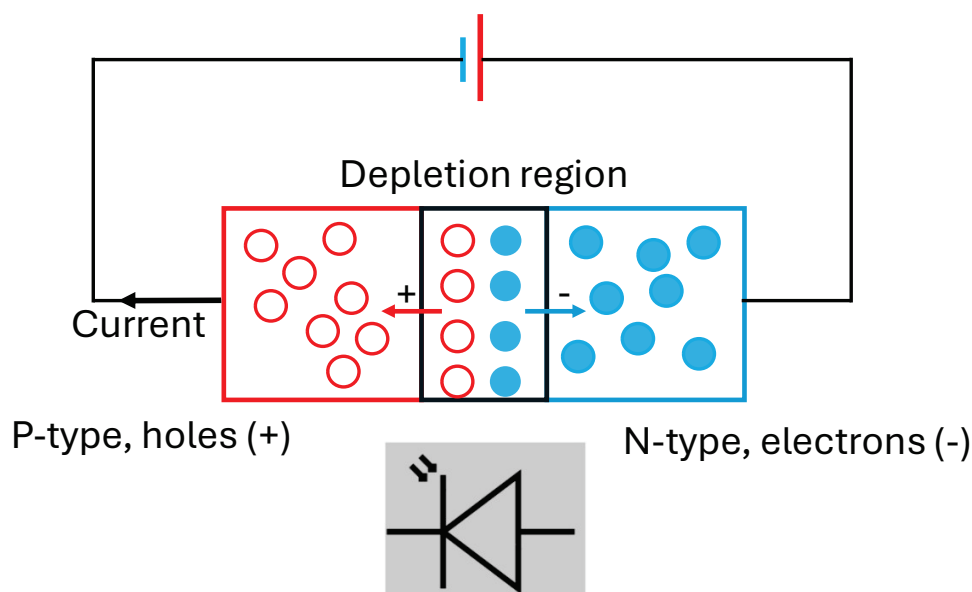 Depletion region
+
-
Current
P-type, holes (+)
N-type, electrons (-)